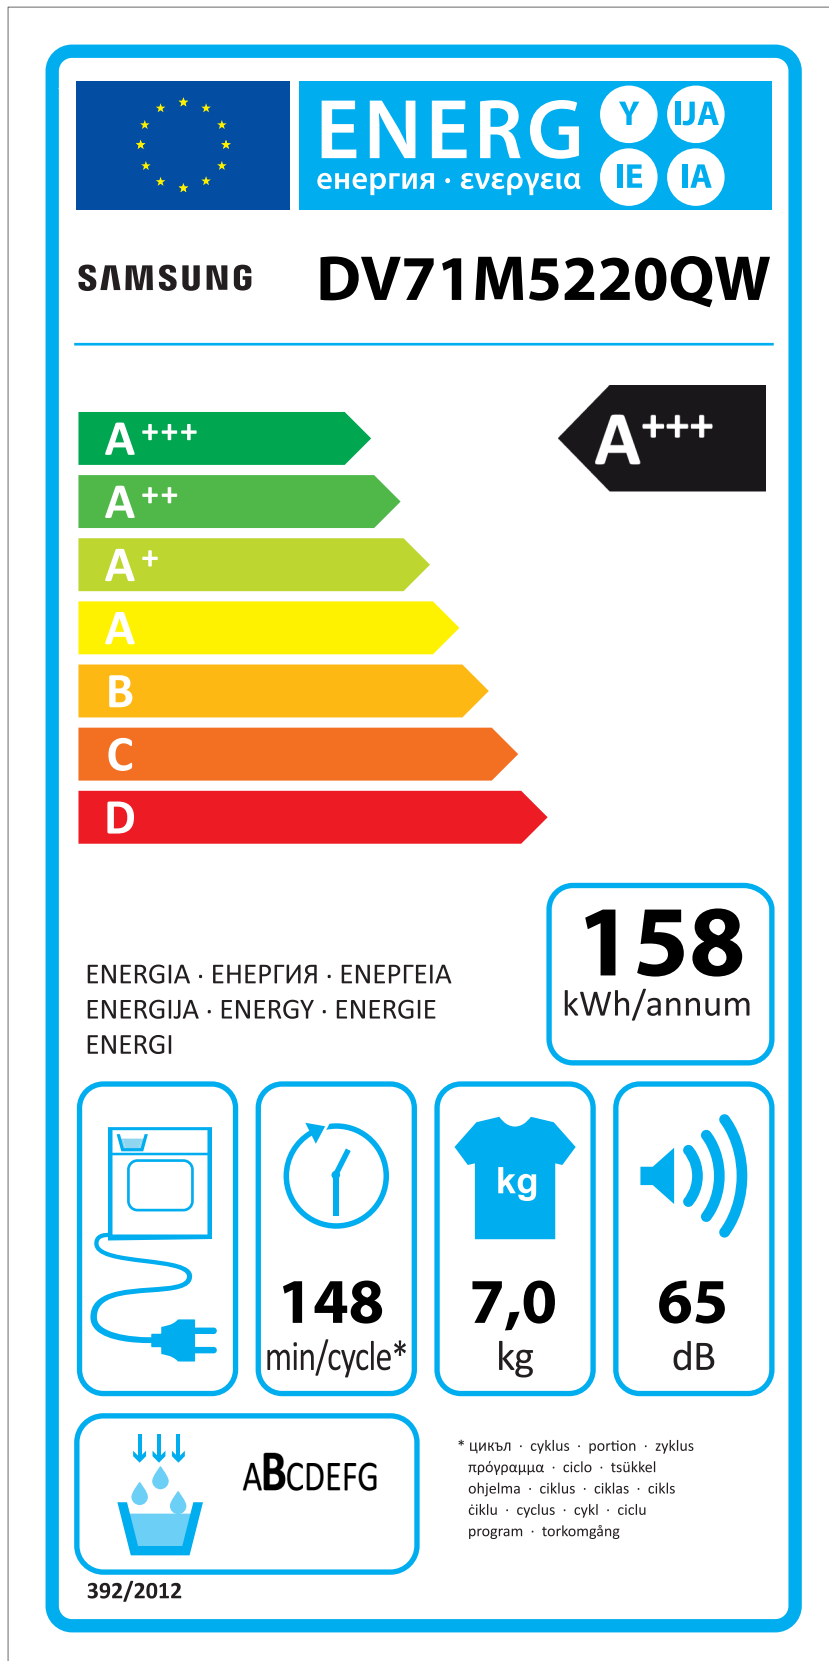 ENERG Y IJA
енергия · ενεργεια IE IA
SAMSUNG DV71M5220QW
A+++ A+++
A++
A+
A
B
C
D
158
kWh/annum
ENERGIA · ЕНЕРГИЯ · ΕΝΕΡΓΕΙΑ
ENERGIJA · ENERGY · ENERGIE
ENERGI
kg
148
min/cycle*
7,0
kg
65
dB
ABCDEFG
* цикъл · cyklus · portion · zyklus
πρόγραμμα · ciclo · tsükkel
ohjelma · ciklus · ciklas · cikls
ċiklu · cyclus · cykl · ciclu
program · torkomgång
392/2012